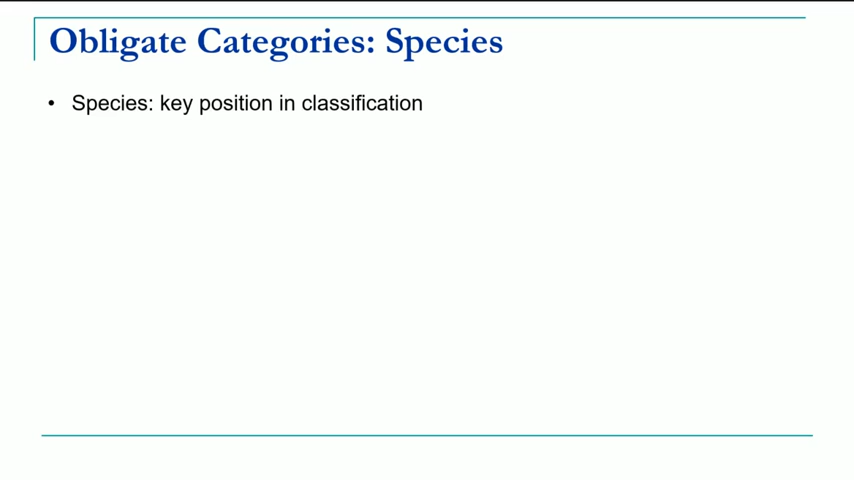 Obligate Categories: Species
• Species: key position in classification